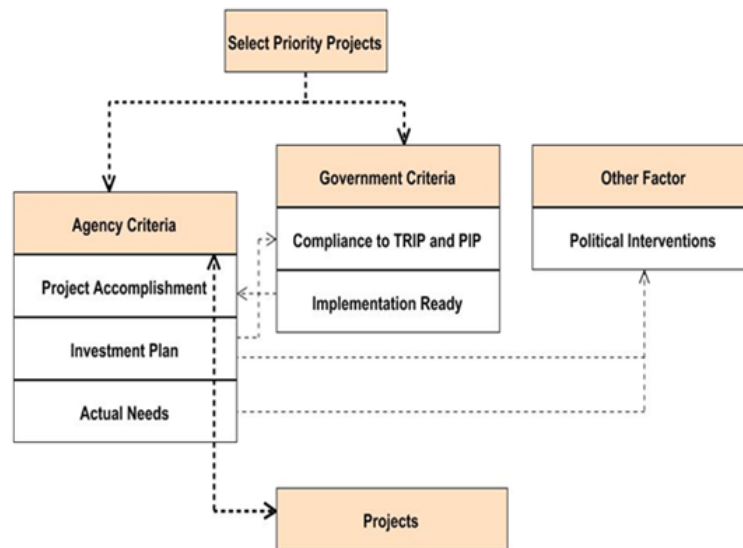 Select Priority Projects
Agency Criteria
Project Accomplishment
Investment Plan
Actual Needs
Government Criteria
Compliance to TRIP and PIP
Implementation Ready
Other Factor
Political Interventions
Projects